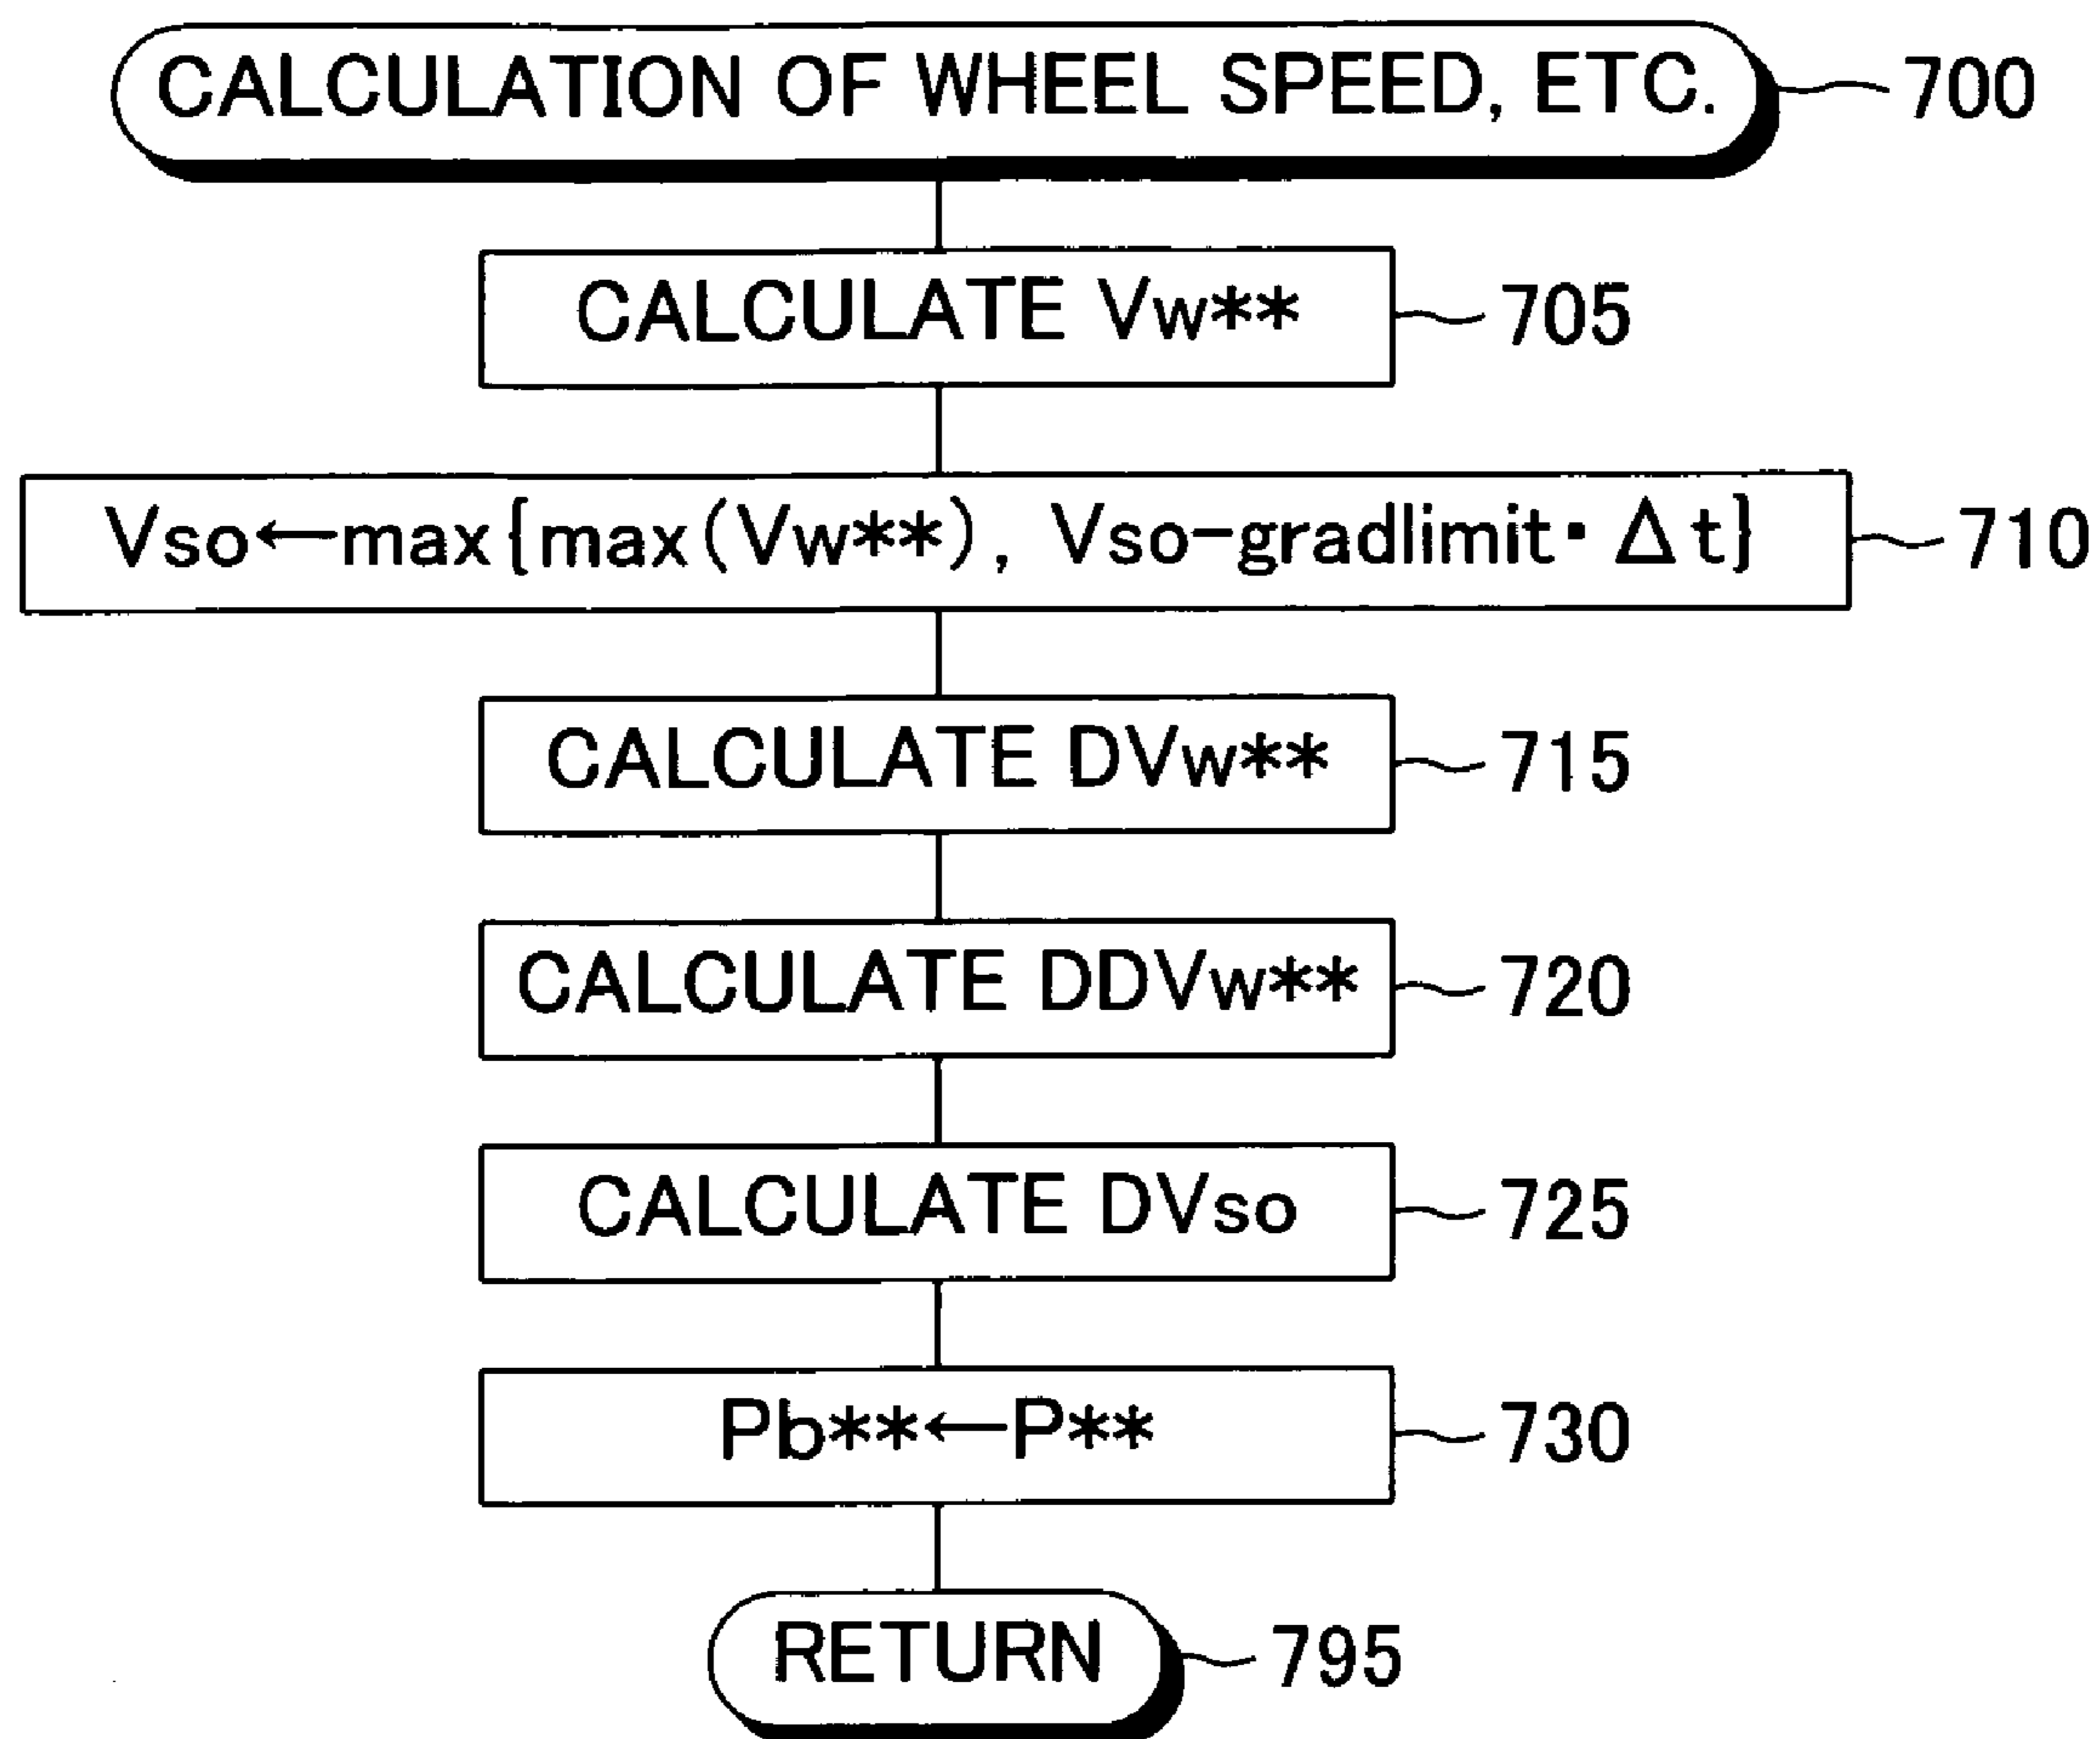 CALCULATION OF WHEEL SPEED, ETC. 700
CALCULATE Vw** 705
Vso←max{max(Vw**), Vso-gradlimit・Δt} 710
CALCULATE DVw** 715
CALCULATE DDVw** 720
CALCULATE DVso 725
Pb**←P** 730
RETURN 795